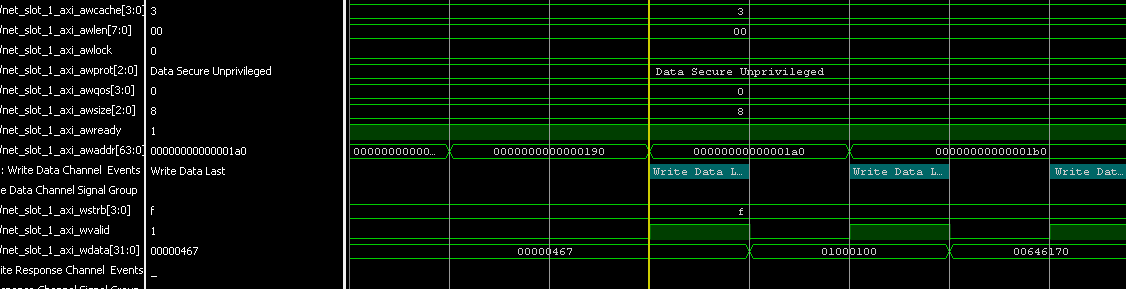 /net_slot_1_axi_awcache[3:0] 3 3
/net_slot_1_axi_awlen[7:0] 00 00
/net_slot_1_axi_awlock 0
/net_slot_1_axi_awprot[2:0] Data Secure Unprivileged Data Secure Unprivileged
/net_slot_1_axi_awqos[3:0] 0 0
/net_slot_1_axi_awsize[2:0] 8 8
/net_slot_1_axi_awready 1
/net_slot_1_axi_awaddr[63:0] 00000000000001a0 00000000000... 0000000000000190 00000000000001a0 00000000000001b0
: Write Data Channel Events Write Data Last Write Data L... Write Data L... Write Dat...
e Data Channel Signal Group
/net_slot_1_axi_wstrb[3:0] f f
/net_slot_1_axi_wvalid 1
/net_slot_1_axi_wdata[31:0] 00000467 00000467 01000100 00646170
ite Response Channel Events _